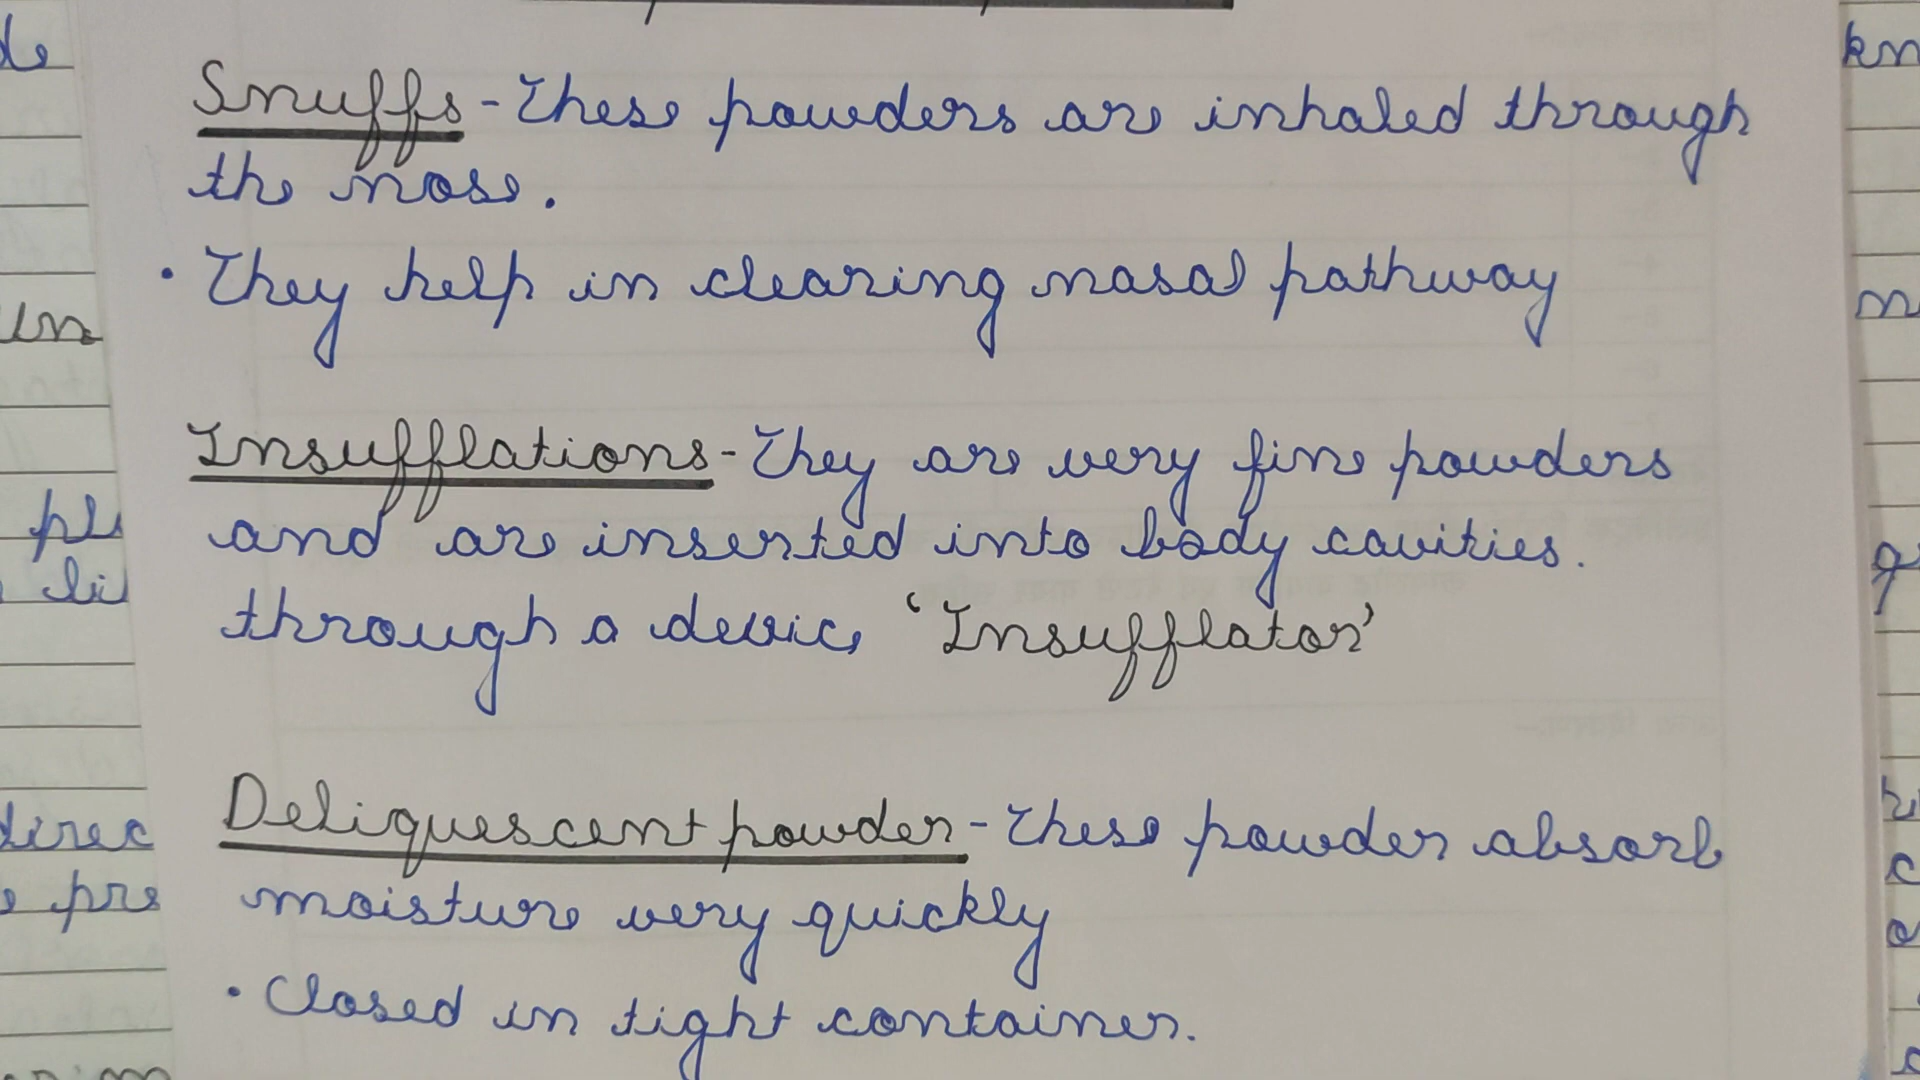 Snuffs - These powders are inhaled through
the nose.
• They help in clearing nasal pathway
Insufflations - They are very fine powders
and are inserted into body cavities.
through a device 'Insufflator'
Deliquescent powder - These powder absorb
moisture very quickly
• Closed in tight container.